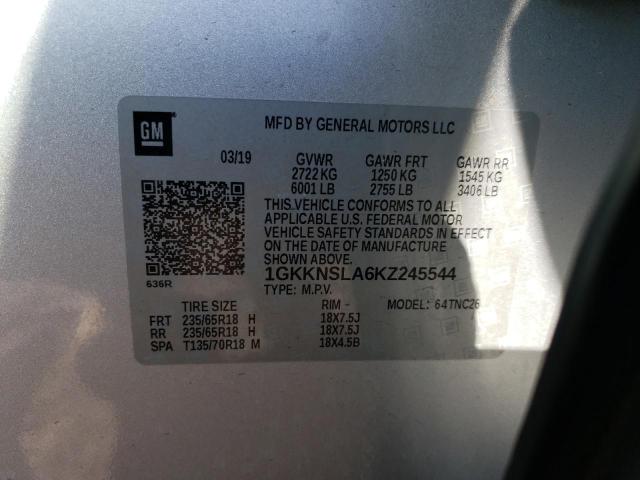 GM
MFD BY GENERAL MOTORS LLC
03/19 GVWR GAWR FRT GAWR RR
2722 KG 1250 KG 1545 KG
6001 LB 2755 LB 3406 LB
THIS VEHICLE CONFORMS TO ALL
APPLICABLE U.S. FEDERAL MOTOR
VEHICLE SAFETY STANDARDS IN EFFECT
ON THE DATE OF MANUFACTURE
SHOWN ABOVE.
636R
1GKKNSLA6KZ245544
TYPE: M.P.V. MODEL: 64TNC26
TIRE SIZE RIM -
FRT 235/65R18 H 18X7.5J
RR 235/65R18 H 18X7.5J
SPA T135/70R18 M 18X4.5B